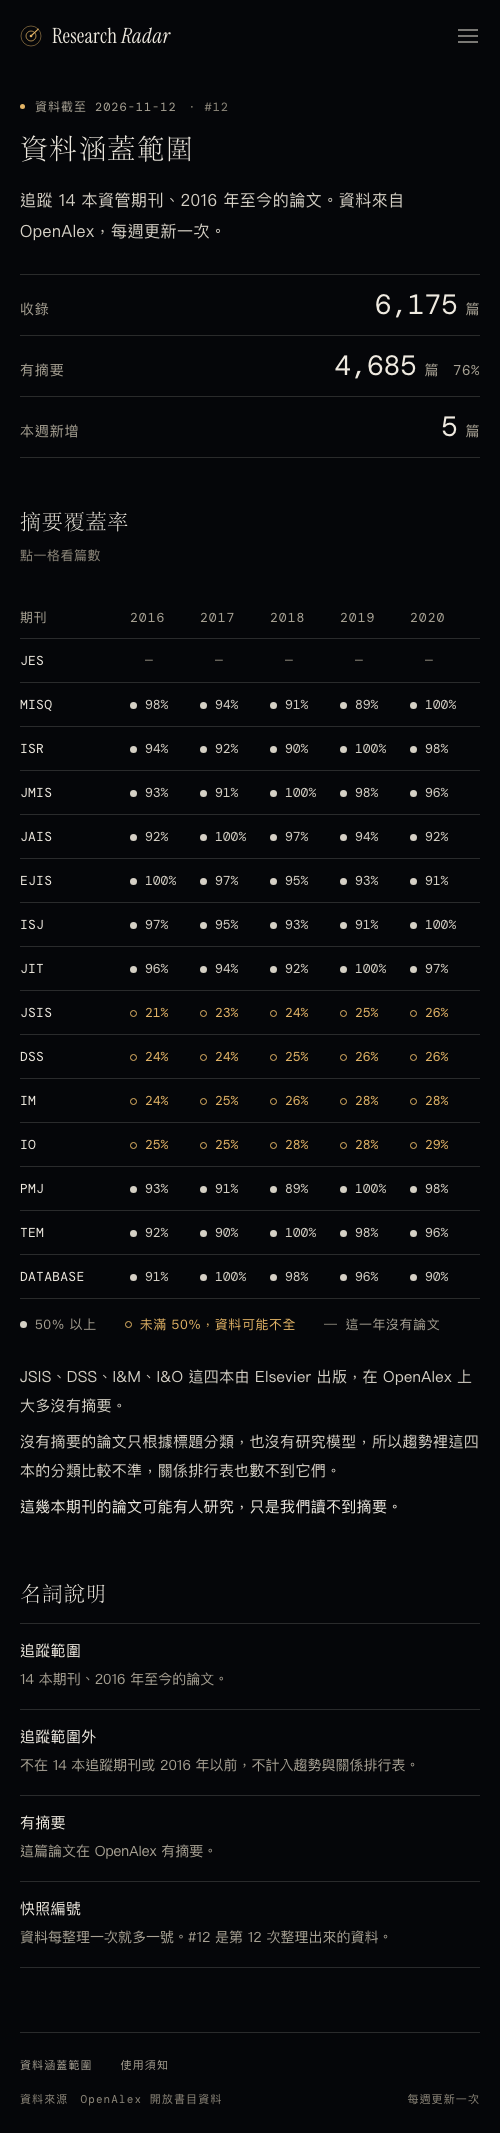 Research Radar
資料截至 2026-11-12 · #12
資料涵蓋範圍
追蹤 14 本資管期刊、2016 年至今的論文。資料來自
OpenAlex，每週更新一次。
收錄 6,175 篇
有摘要 4,685 篇 76%
本週新增 5 篇
摘要覆蓋率
點一格看篇數
期刊 2016 2017 2018 2019 2020
JES — — — — —
MISQ 98% 94% 91% 89% 100%
ISR 94% 92% 90% 100% 98%
JMIS 93% 91% 100% 98% 96%
JAIS 92% 100% 97% 94% 92%
EJIS 100% 97% 95% 93% 91%
ISJ 97% 95% 93% 91% 100%
JIT 96% 94% 92% 100% 97%
JSIS 21% 23% 24% 25% 26%
DSS 24% 24% 25% 26% 26%
IM 24% 25% 26% 28% 28%
IO 25% 25% 28% 28% 29%
PMJ 93% 91% 89% 100% 98%
TEM 92% 90% 100% 98% 96%
DATABASE 91% 100% 98% 96% 90%
50% 以上 未滿 50%，資料可能不全 — 這一年沒有論文
JSIS、DSS、I&M、I&O 這四本由 Elsevier 出版，在 OpenAlex 上
大多沒有摘要。
沒有摘要的論文只根據標題分類，也沒有研究模型，所以趨勢裡這四
本的分類比較不準，關係排行表也數不到它們。
這幾本期刊的論文可能有人研究，只是我們讀不到摘要。
名詞說明
追蹤範圍
14 本期刊、2016 年至今的論文。
追蹤範圍外
不在 14 本追蹤期刊或 2016 年以前，不計入趨勢與關係排行表。
有摘要
這篇論文在 OpenAlex 有摘要。
快照編號
資料每整理一次就多一號。#12 是第 12 次整理出來的資料。
資料涵蓋範圍 使用須知
資料來源 OpenAlex 開放書目資料 每週更新一次